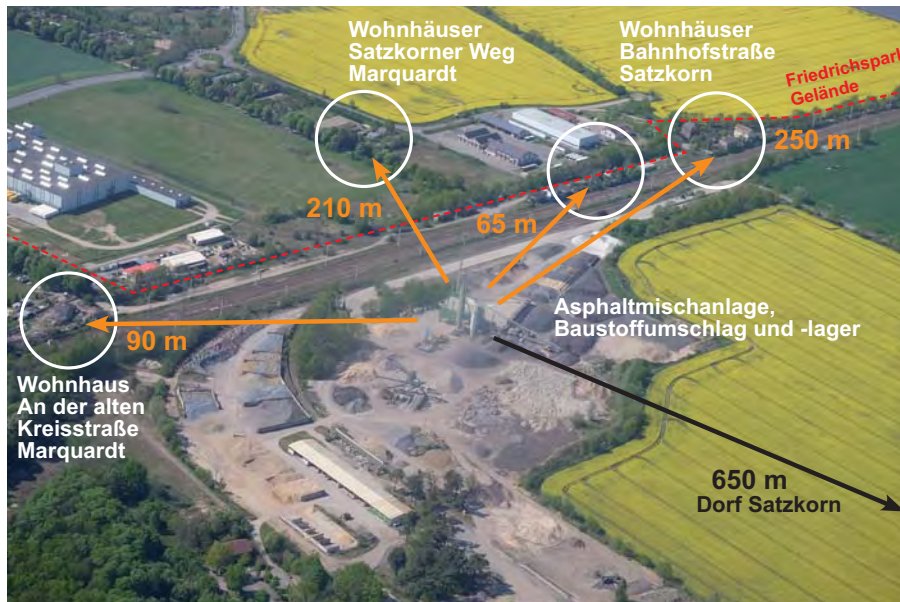 Wohnhäuser
Satzkorner Weg
Marquardt
Wohnhäuser
Bahnhofstraße
Satzkorn
Friedrichspark
Gelände
250 m
210 m
65 m
90 m
Asphaltmischanlage,
Baustoffumschlag und -lager
Wohnhaus
An der alten
Kreisstraße
Marquardt
650 m
Dorf Satzkorn